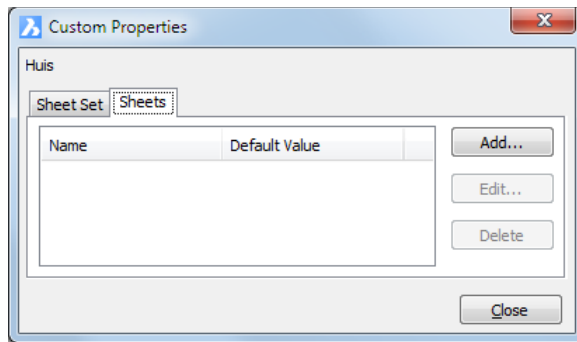 Custom Properties
Huis
Sheet Set Sheets
Name Default Value
Add...
Edit...
Delete
Close